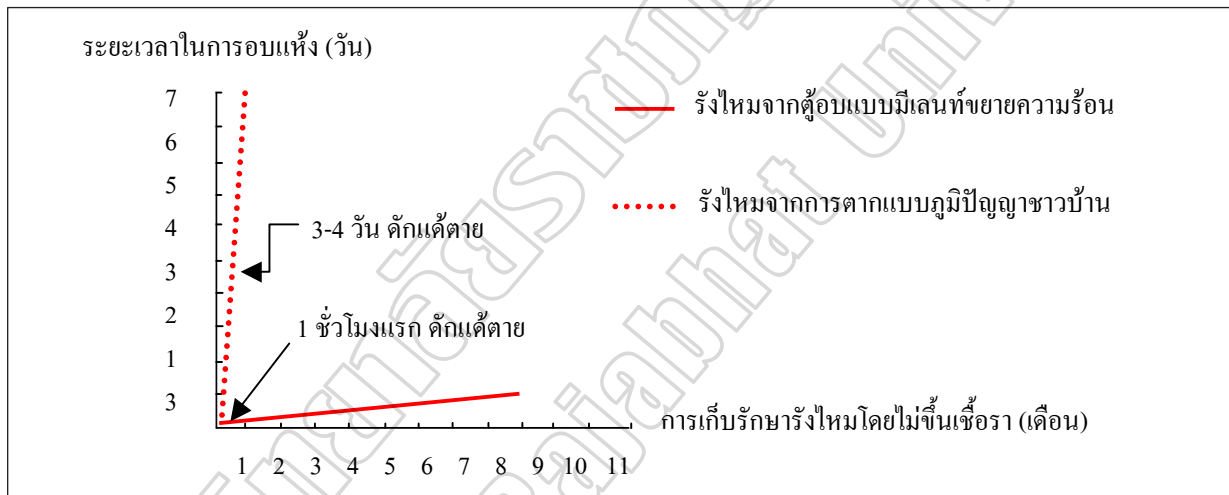 ระยะเวลาในการอบแห้ง (วัน)
7
รังไหมจากตู้อบแบบมีเลนท์ขยายความร้อน
6
5
รังไหมจากการตากแบบภูมิปัญญาชาวบ้าน
4
3-4 วัน ดักแด้ตาย
3
2
1 ชั่วโมงแรก ดักแด้ตาย
1
3
การเก็บรักษารังไหมโดยไม่ขึ้นเชื้อรา (เดือน)
1 2 3 4 5 6 7 8 9 10 11
Rajabhat Uni